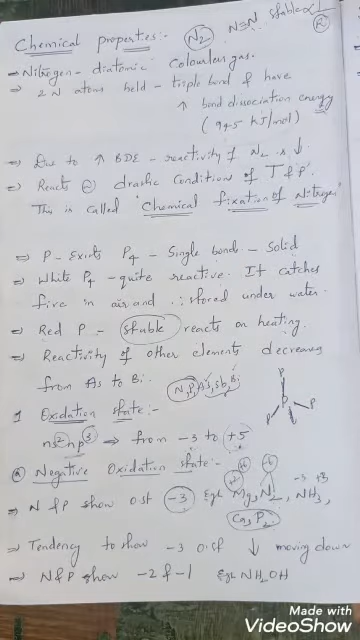 Chemical properties:- N₂ N≡N stable ∝ 1/R
⇒ Nitrogen - diatomic Colourless gas.
⇒ 2 N atoms held - triple bond & have
↑ bond dissociation energy
(945 kJ/mol)
⇒ Due to ↑ BDE - reactivity of N₂ is ↓.
⇒ Reacts @ drastic condition of T & P.
This is called "Chemical fixation of Nitrogen"
⇒ P - Exists P₄ - Single bonds - Solid
⇒ White P₄ - quite reactive. It catches
fire in air and ∴ stored under water.
⇒ Red P - stable reacts on heating.
⇒ Reactivity of other elements decreases
from As to Bi. N, P, As, Sb, Bi
P
P P
P
1 Oxidation state:-
ns² np³ ⇒ from -3 to +5
Negative Oxidation state:-
⇒ N & P show o.st -3 Eg: Mg₃N₂, NH₃,
Ca₃P₂
⇒ Tendency to show -3 ↓ moving down
⇒ N & P show -2 & -1 Eg: NH₂OH
Made with
VideoShow